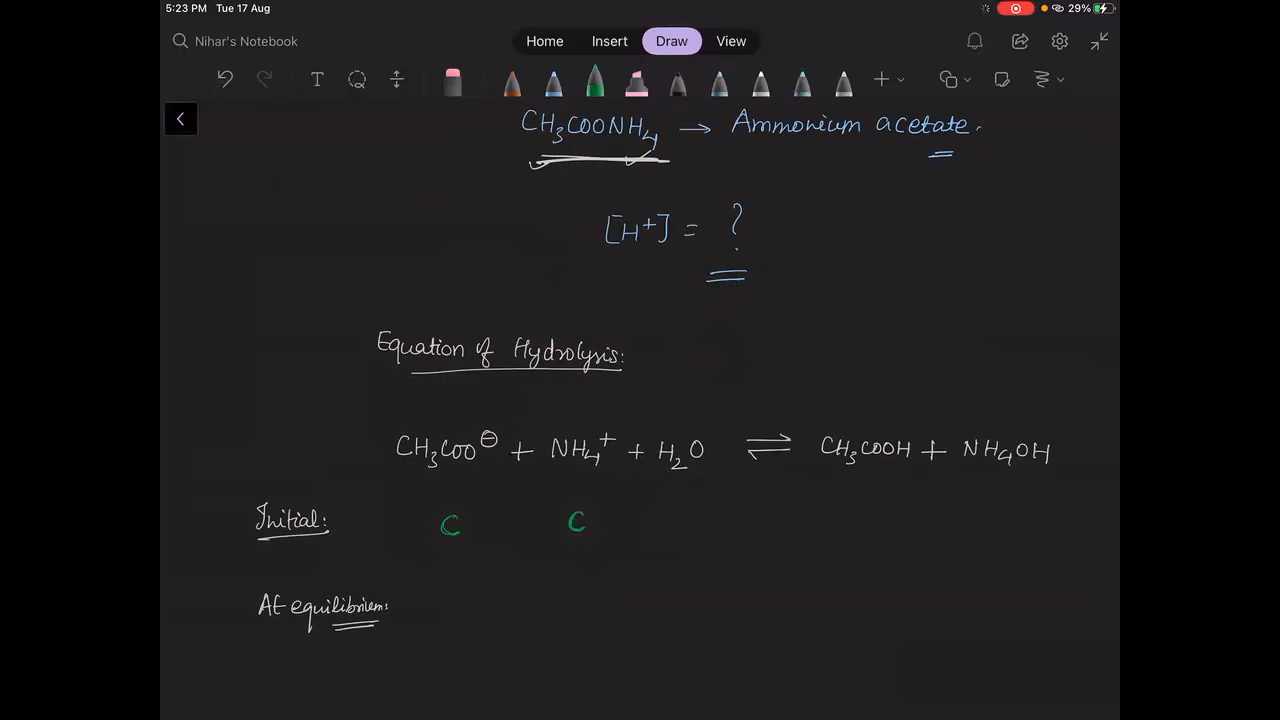 5:23 PM Tue 17 Aug 29%
Nihar's Notebook Home Insert Draw View
T
CH₃COONH₄ → Ammonium acetate.
[H⁺] = ?
Equation of Hydrolysis:
CH₃COO⊖ + NH₄⁺ + H₂O ⇌ CH₃COOH + NH₄OH
Initial: C C
At equilibrium: